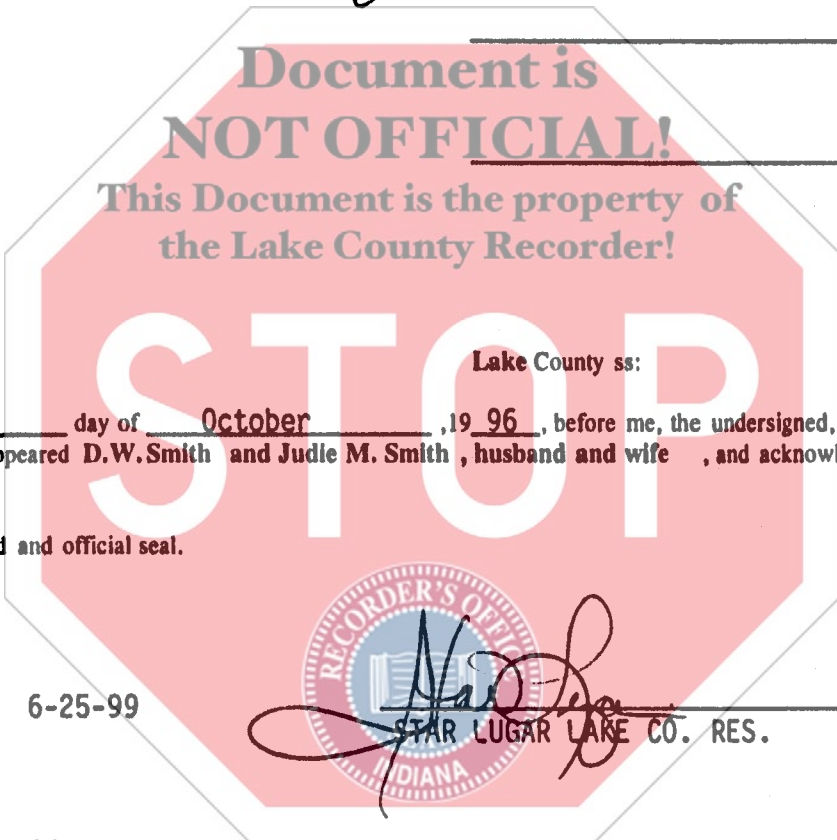 Document is
NOT OFFICIAL!
This Document is the property of
the Lake County Recorder!
STOP
Lake County ss:
day of October ,19 96 , before me, the undersigned,
ppeared D.W.Smith and Judie M. Smith , husband and wife , and acknowl
d and official seal.
RECORDER'S OFFICE
INDIANA
6-25-99
STAR LUGAR LAKE CO. RES.